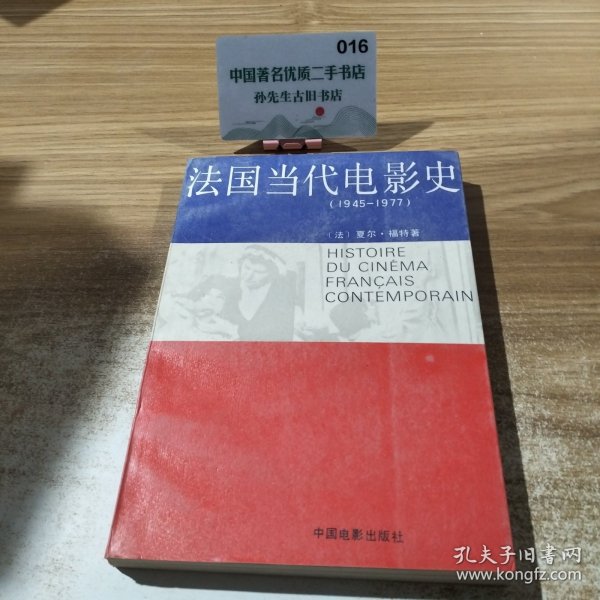 016
中国著名优质二手书店
孙先生古旧书店
法国当代电影史
(1945-1977)
(法) 夏尔·福特著
HISTOIRE
DU CINÉMA
FRANÇAIS
CONTEMPORAIN
中国电影出版社
孔夫子旧书网
www.kongfz.com